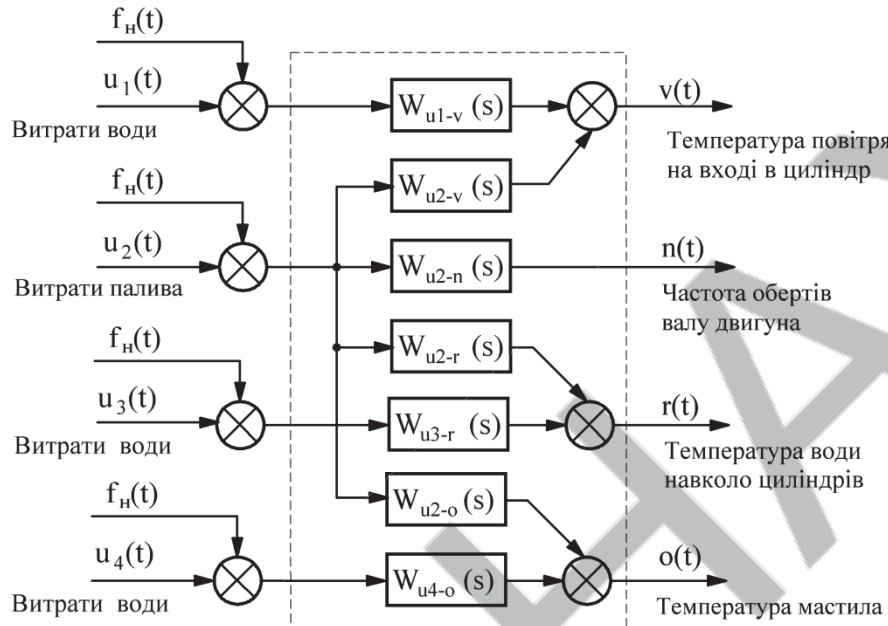 fн(t)
u1(t)
Витрати води
Wu1-v (s)
v(t)
Температура повітря
на вході в циліндр
fн(t)
Wu2-v (s)
u2(t)
Витрати палива
Wu2-n (s)
n(t)
Частота обертів
валу двигуна
fн(t)
Wu2-r (s)
u3(t)
Витрати води
Wu3-r (s)
r(t)
Температура води
навколо циліндрів
fн(t)
Wu2-o (s)
u4(t)
Витрати води
Wu4-o (s)
o(t)
Температура мастила